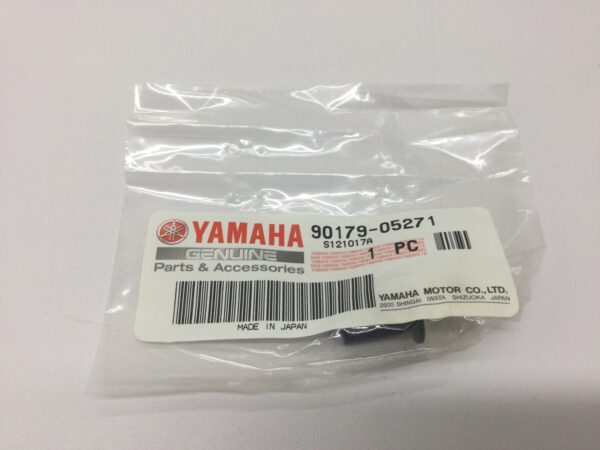 YAMAHA
90179-05271
S121017A
GENUINE
Parts & Accessories
1 PC
YAMAHA MOTOR CO.,LTD.
2500 SHINGAI IWATA SHIZUOKA JAPAN
MADE IN JAPAN